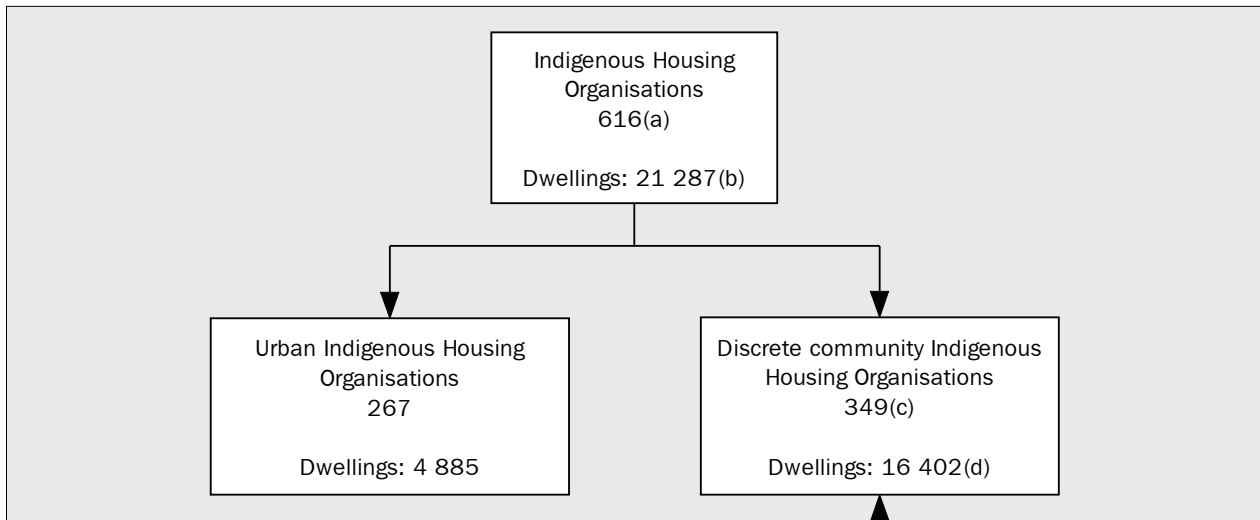 Indigenous Housing
Organisations
616(a)
Dwellings: 21 287(b)
Urban Indigenous Housing
Organisations
267
Dwellings: 4 885
Discrete community Indigenous
Housing Organisations
349(c)
Dwellings: 16 402(d)